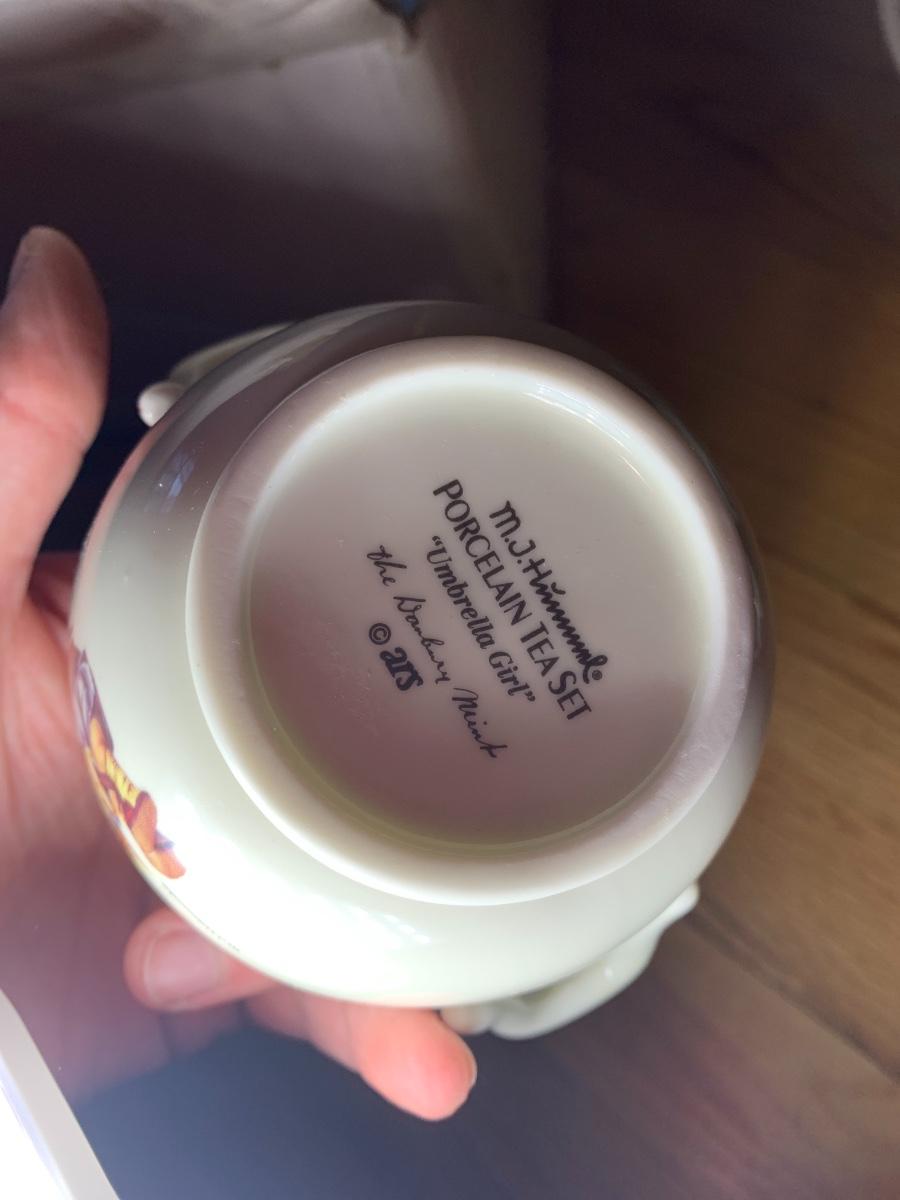 M.J.Hummel®
PORCELAIN TEA SET
“Umbrella Girl”
the Danbury Mint
© ars